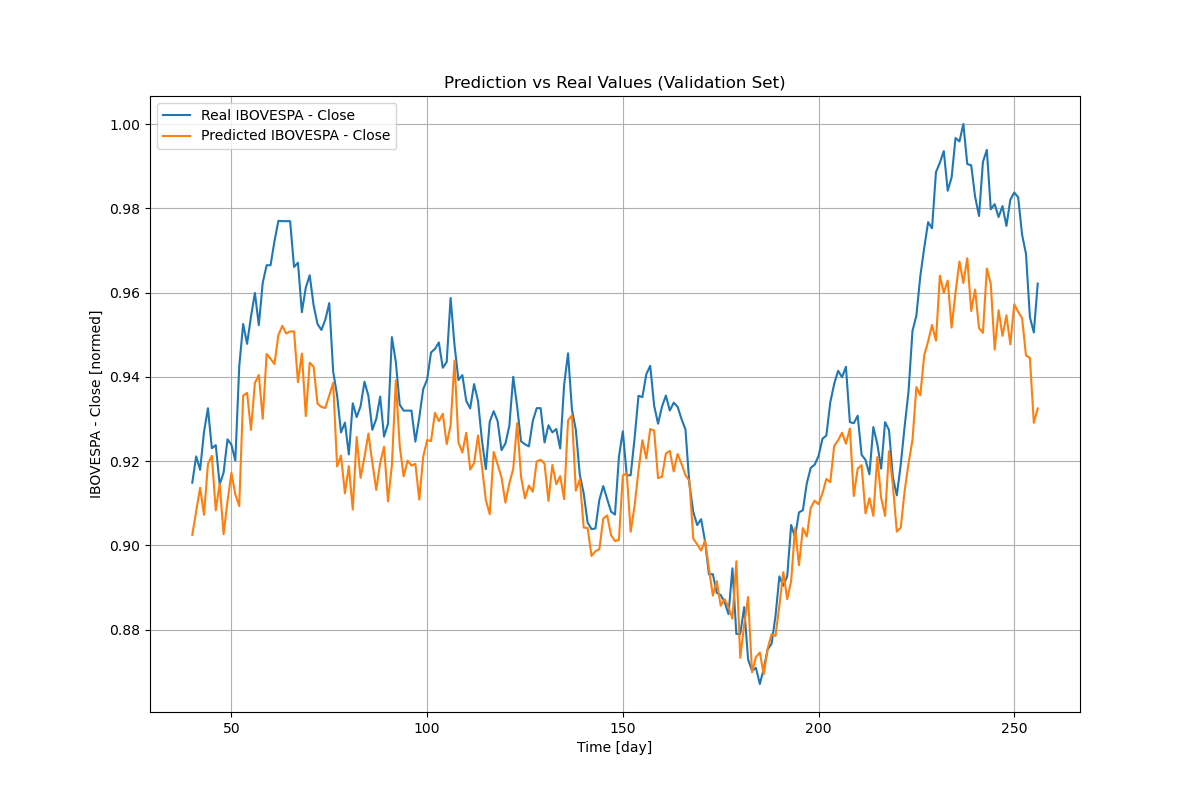 Prediction vs Real Values (Validation Set)
Real IBOVESPA - Close
Predicted IBOVESPA - Close
1.00
0.98
0.96
0.94
0.92
0.90
0.88
IBOVESPA - Close [normed]
50
100
150
200
250
Time [day]